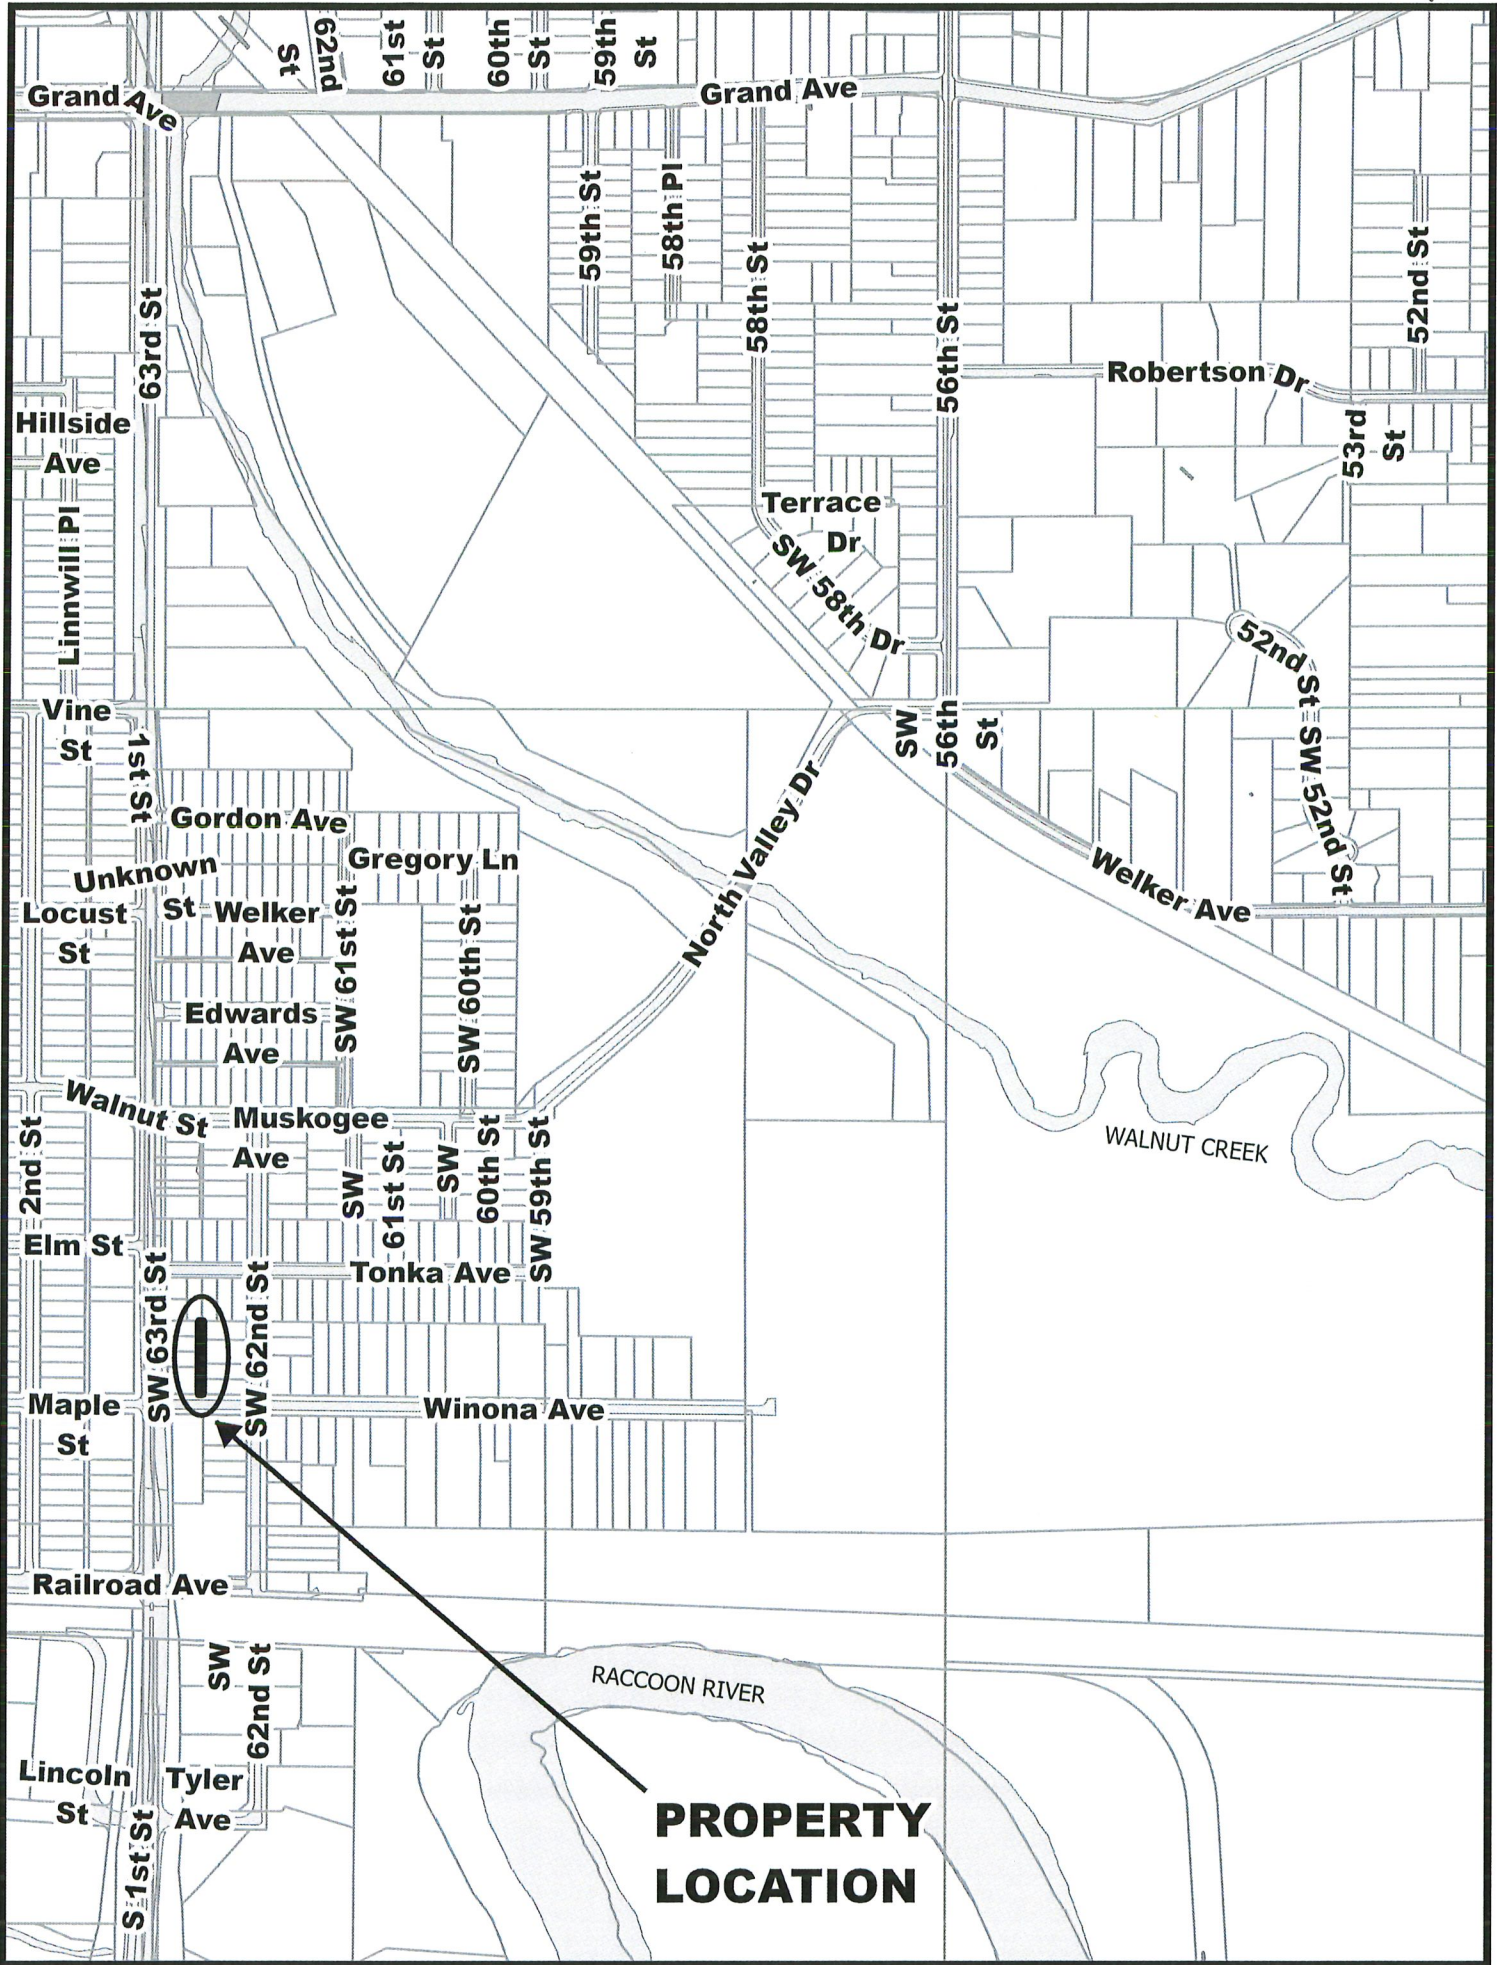 62nd
St
61st
St
60th
St
59th
St
Grand Ave
Grand Ave
59th St
58th Pl
58th St
52nd St
63rd St
56th St
Robertson Dr
Hillside
Ave
53rd
St
Linnwill Pl
Terrace
Dr
SW 58th Dr
52nd St
SW 52nd St
Vine
St
1st St
SW
56th
St
North Valley Dr
Gordon Ave
Gregory Ln
Unknown
St
Locust
St
Welker
Ave
SW 61st St
SW 60th St
Welker Ave
Edwards
Ave
Walnut St
Muskogee
Ave
2nd St
SW
61st St
SW
60th St
SW 59th St
WALNUT CREEK
Elm St
Tonka Ave
SW 63rd St
SW 62nd St
Maple
St
Winona Ave
Railroad Ave
SW
62nd St
RACCOON RIVER
Lincoln
St
Tyler
Ave
S 1st St
PROPERTY
LOCATION